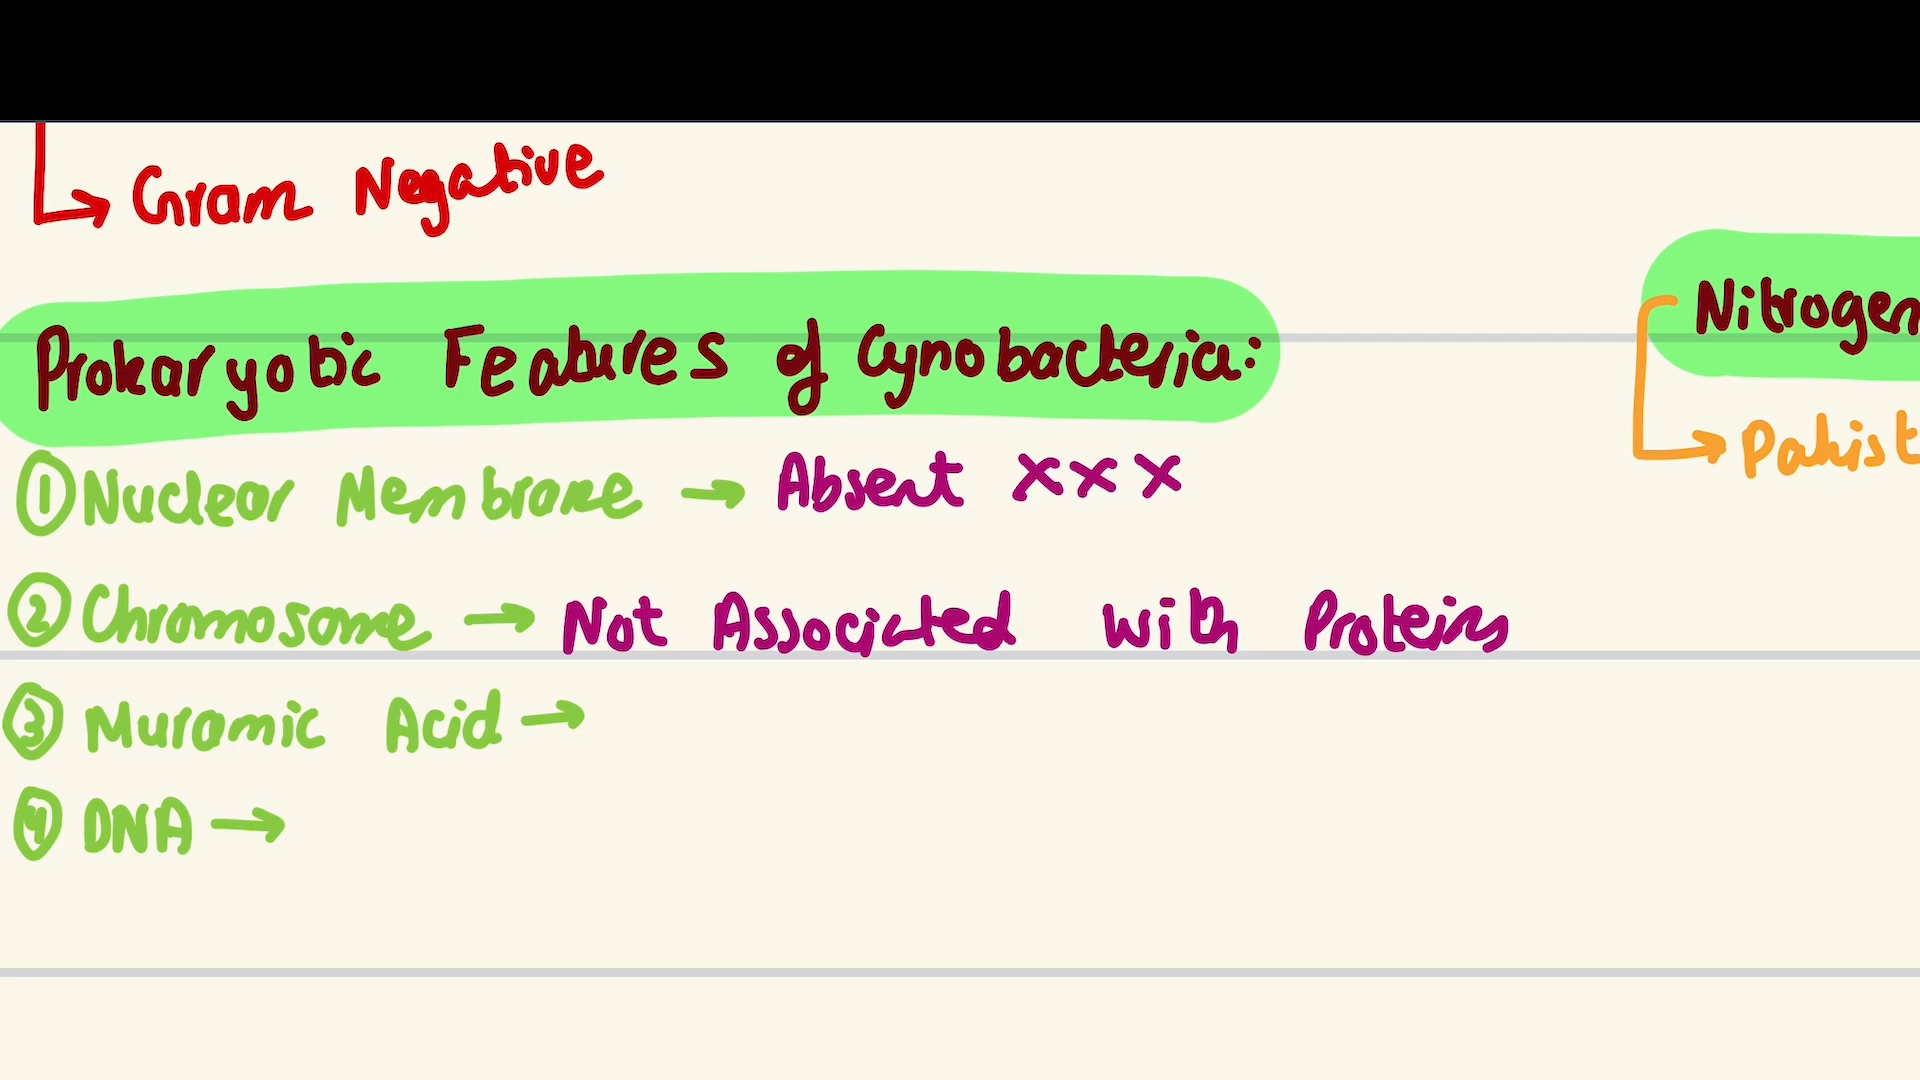 Gram Negative
Prokaryotic Features of Cynobacteria:
① Nuclear Membrane → Absent xxx
② Chromosome → Not Associated with Proteins
③ Muramic Acid →
④ DNA →
Nitrogen
Pakist